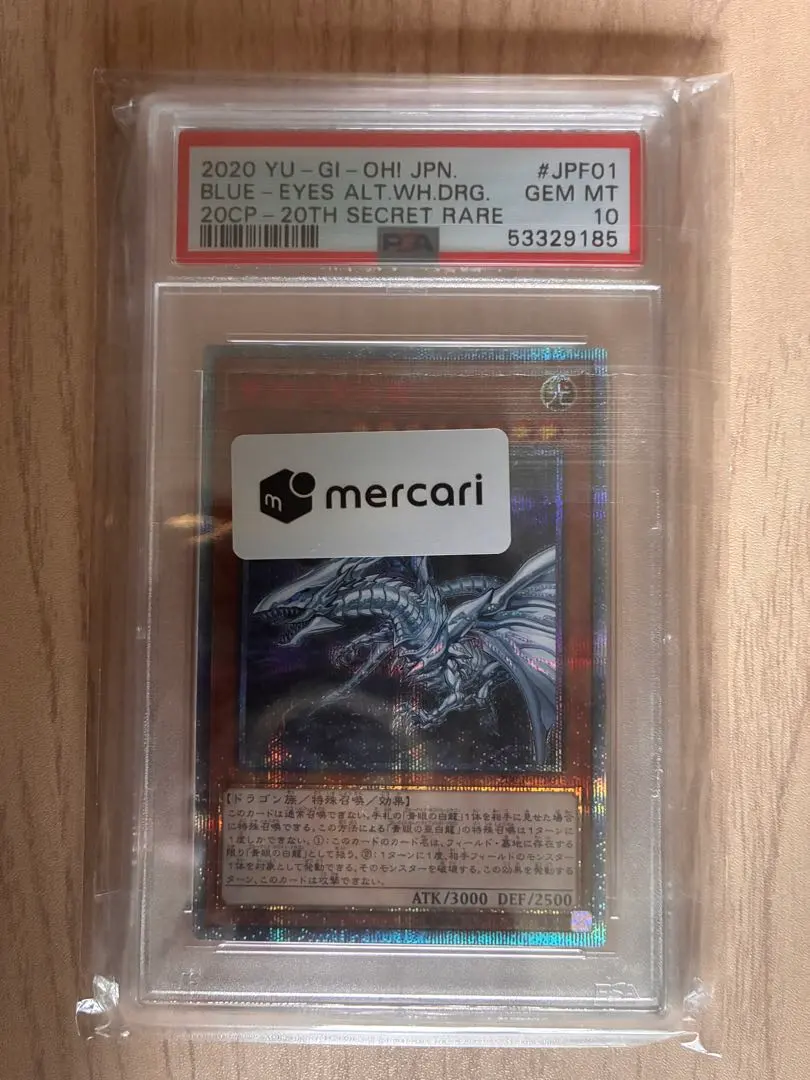 2020 YU-GI-OH! JPN. #JPF01
BLUE-EYES ALT.WH.DRG. GEM MT
20CP-20TH SECRET RARE 10
PSA 53329185
光
mercari
【ドラゴン族/特殊召喚/効果】
このカードは通常召喚できない。手札の「青眼の白龍」1体を相手に見せた場合
に特殊召喚できる。この方法による「青眼の亜白龍」の特殊召喚は1ターンに
1度しかできない。①:このカードのカード名は、フィールド・墓地に存在する
限り「青眼の白龍」として扱う。②:1ターンに1度、相手フィールドのモンスター
1体を対象として発動できる。そのモンスターを破壊する。この効果を発動する
ターン、このカードは攻撃できない。
ATK/3000 DEF/2500
PSA